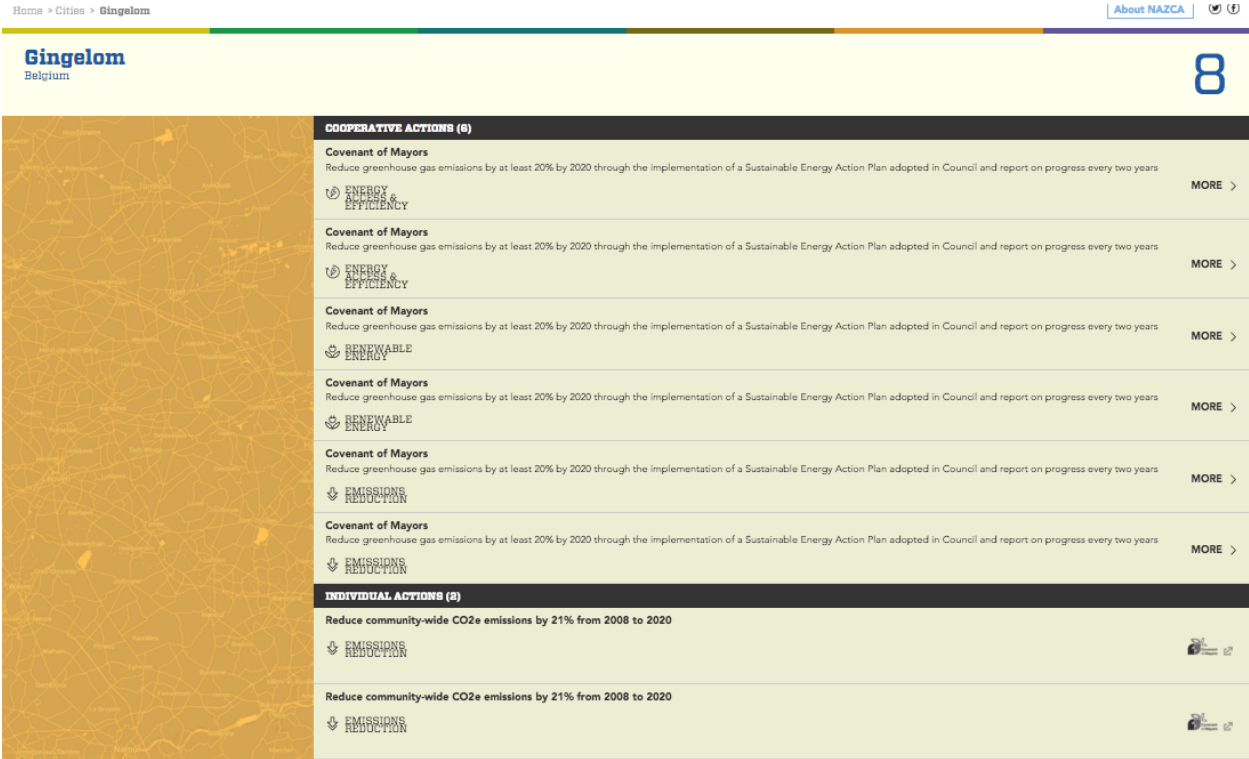 Home > Cities > Gingelom
About NAZCA
Gingelom
Belgium
8
COOPERATIVE ACTIONS (6)
Covenant of Mayors
Reduce greenhouse gas emissions by at least 20% by 2020 through the implementation of a Sustainable Energy Action Plan adopted in Council and report on progress every two years
ENERGY
ACCESS &
EFFICIENCY
MORE >
Covenant of Mayors
Reduce greenhouse gas emissions by at least 20% by 2020 through the implementation of a Sustainable Energy Action Plan adopted in Council and report on progress every two years
ENERGY
ACCESS &
EFFICIENCY
MORE >
Covenant of Mayors
Reduce greenhouse gas emissions by at least 20% by 2020 through the implementation of a Sustainable Energy Action Plan adopted in Council and report on progress every two years
RENEWABLE
ENERGY
MORE >
Covenant of Mayors
Reduce greenhouse gas emissions by at least 20% by 2020 through the implementation of a Sustainable Energy Action Plan adopted in Council and report on progress every two years
RENEWABLE
ENERGY
MORE >
Covenant of Mayors
Reduce greenhouse gas emissions by at least 20% by 2020 through the implementation of a Sustainable Energy Action Plan adopted in Council and report on progress every two years
EMISSIONS
REDUCTION
MORE >
Covenant of Mayors
Reduce greenhouse gas emissions by at least 20% by 2020 through the implementation of a Sustainable Energy Action Plan adopted in Council and report on progress every two years
EMISSIONS
REDUCTION
MORE >
INDIVIDUAL ACTIONS (2)
Reduce community-wide CO2e emissions by 21% from 2008 to 2020
EMISSIONS
REDUCTION
Reduce community-wide CO2e emissions by 21% from 2008 to 2020
EMISSIONS
REDUCTION